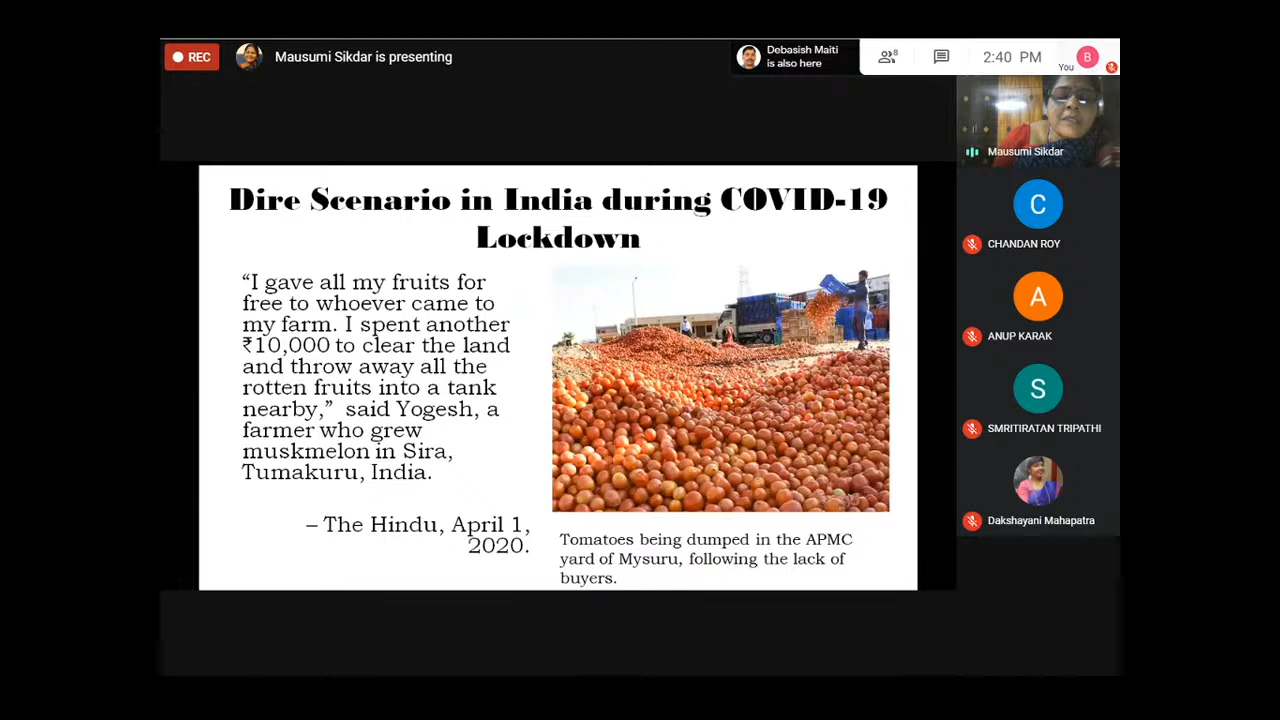 REC
Mausumi Sikdar is presenting
Debasish Maiti
is also here
8
2:40 PM
You
B
Mausumi Sikdar
C
CHANDAN ROY
A
ANUP KARAK
S
SMRITIRATAN TRIPATHI
Dakshayani Mahapatra
Dire Scenario in India during COVID-19
Lockdown
“I gave all my fruits for
free to whoever came to
my farm. I spent another
₹10,000 to clear the land
and throw away all the
rotten fruits into a tank
nearby,” said Yogesh, a
farmer who grew
muskmelon in Sira,
Tumakuru, India.
– The Hindu, April 1,
2020.
Tomatoes being dumped in the APMC
yard of Mysuru, following the lack of
buyers.